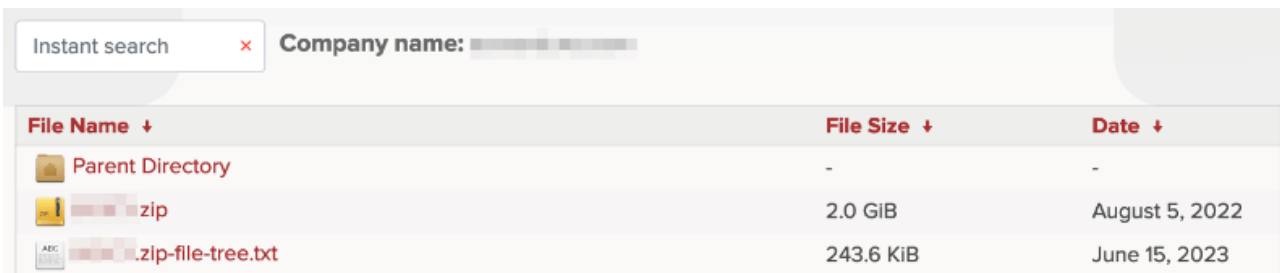 Instant search × Company name:
File Name ↓ File Size ↓ Date ↓
Parent Directory - -
zip 2.0 GiB August 5, 2022
.zip-file-tree.txt 243.6 KiB June 15, 2023